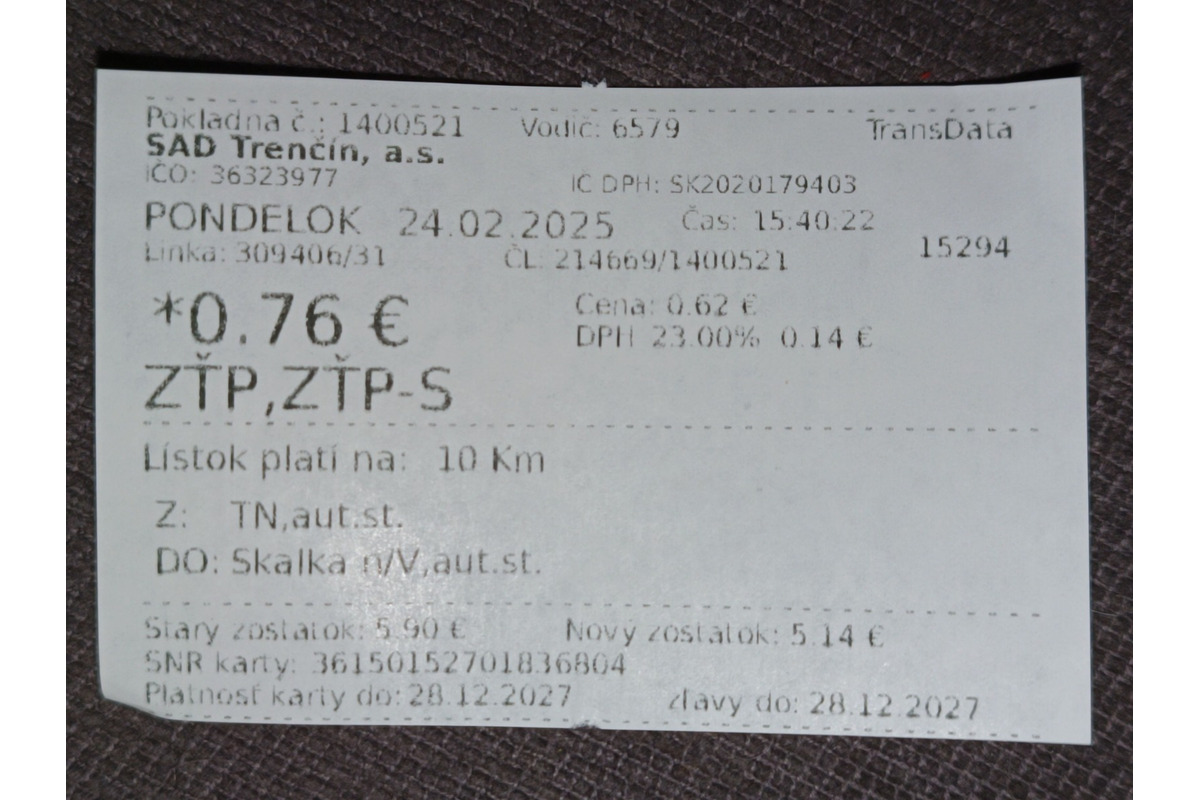 Pokladna č.: 1400521 Vodič: 6579 TransData
SAD Trenčín, a.s.
IČO: 36323977 IČ DPH: SK2020179403
PONDELOK 24.02.2025 Čas: 15:40:22
Linka: 309406/31 ČL: 214669/1400521 15294
*0.76 € Cena: 0.62 €
DPH 23.00% 0.14 €
ZŤP,ZŤP-S
Lístok platí na: 10 Km
Z: TN,aut.st.
DO: Skalka n/V,aut.st.
Starý zostatok: 5.90 € Nový zostatok: 5.14 €
SNR karty: 36150152701836804
Platnosť karty do: 28.12.2027 zľavy do: 28.12.2027